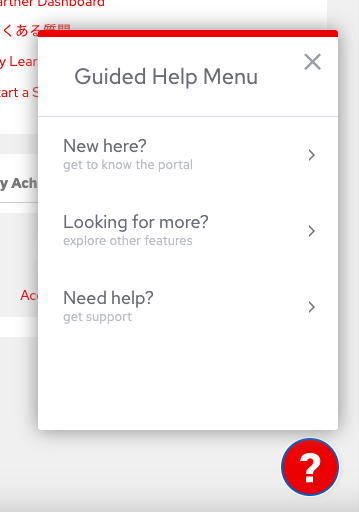 artner Dashboard
くある質問
y Lear
art a S
Guided Help Menu
New here?
get to know the portal
y Ach
Looking for more?
explore other features
Need help?
get support
Acc
?